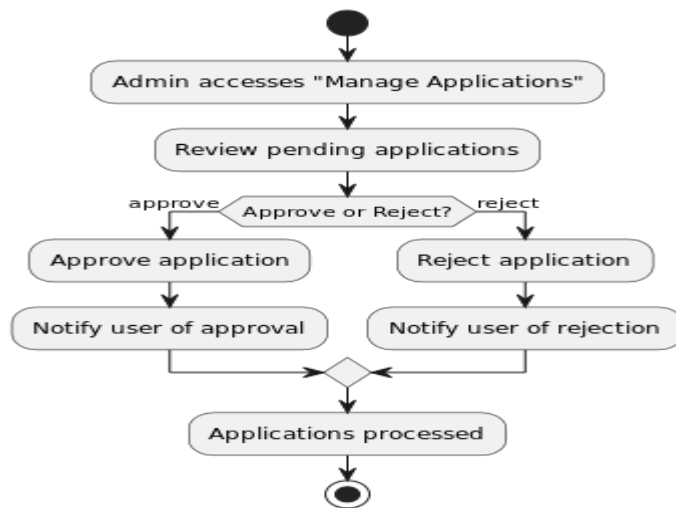 Admin accesses "Manage Applications"
Review pending applications
approve
Approve or Reject?
reject
Approve application
Reject application
Notify user of approval
Notify user of rejection
Applications processed